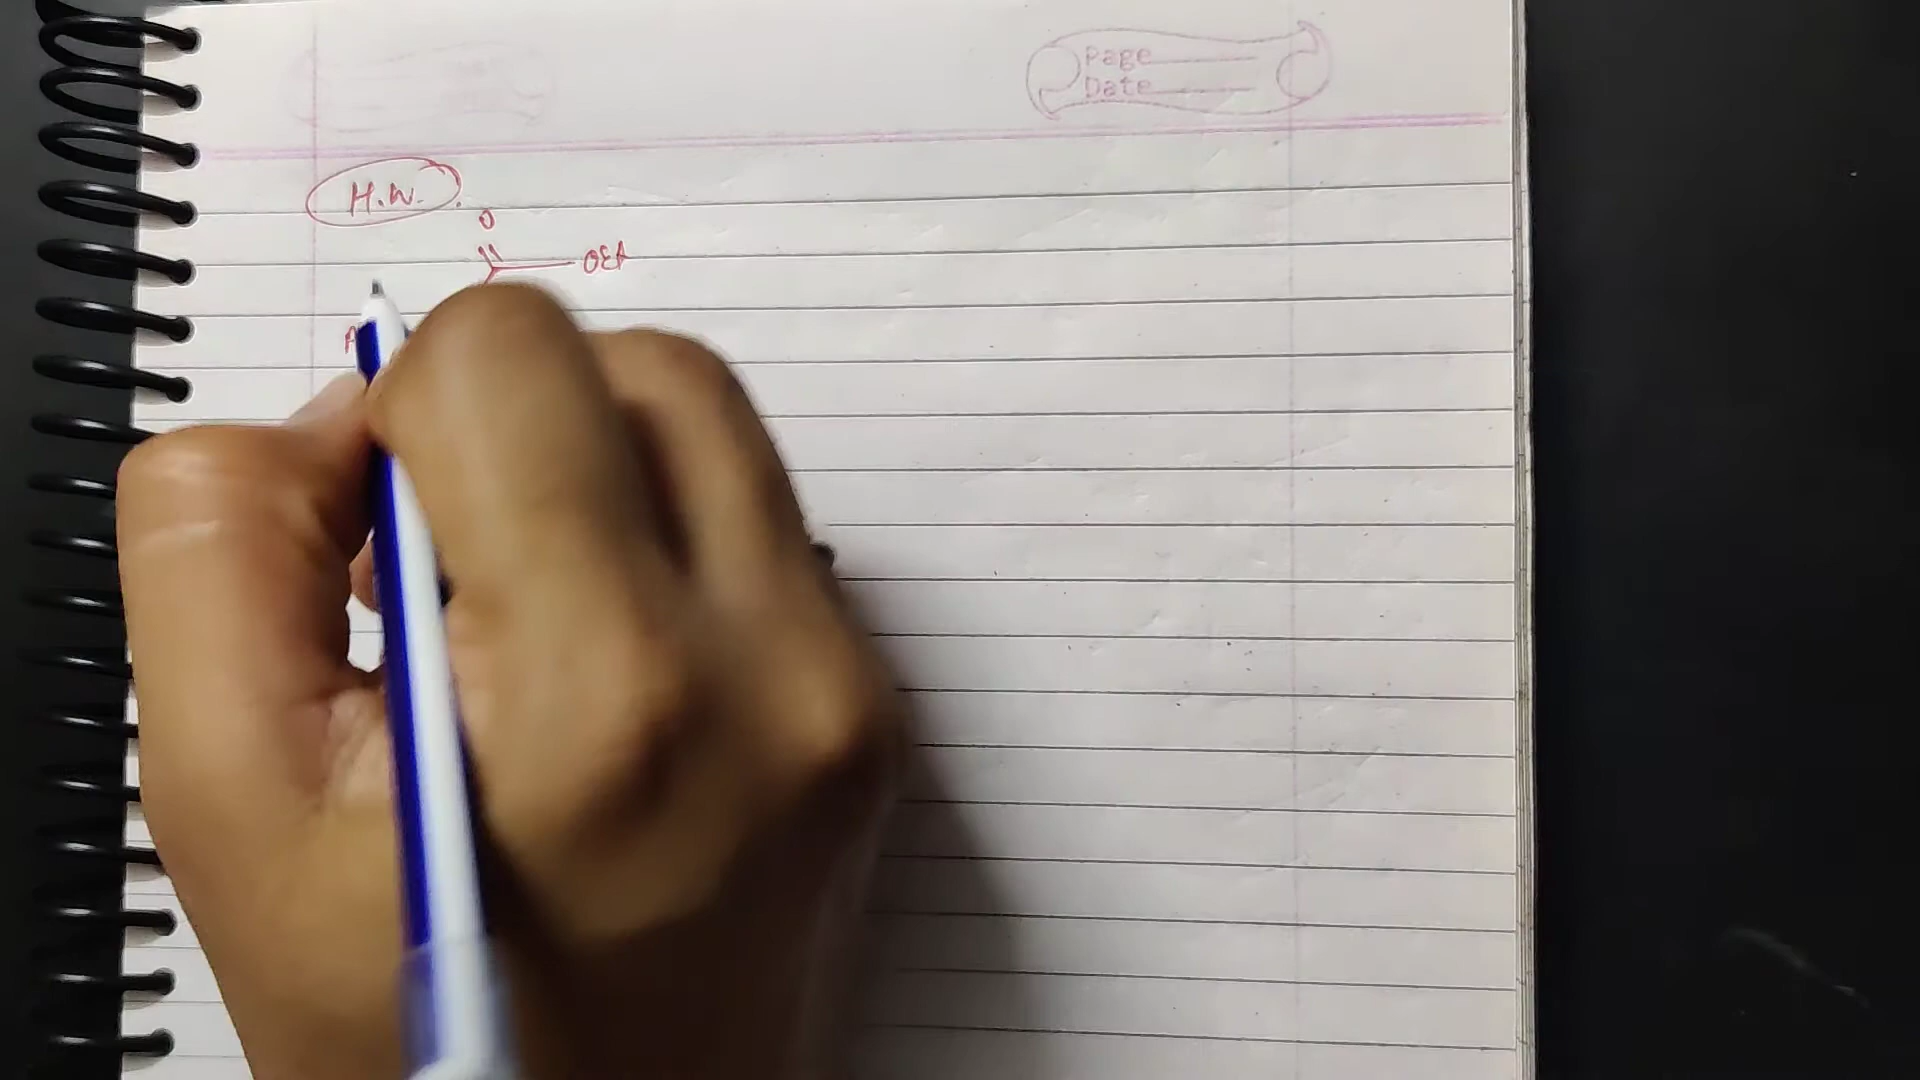 Page
Date
H.W.
O
OEt